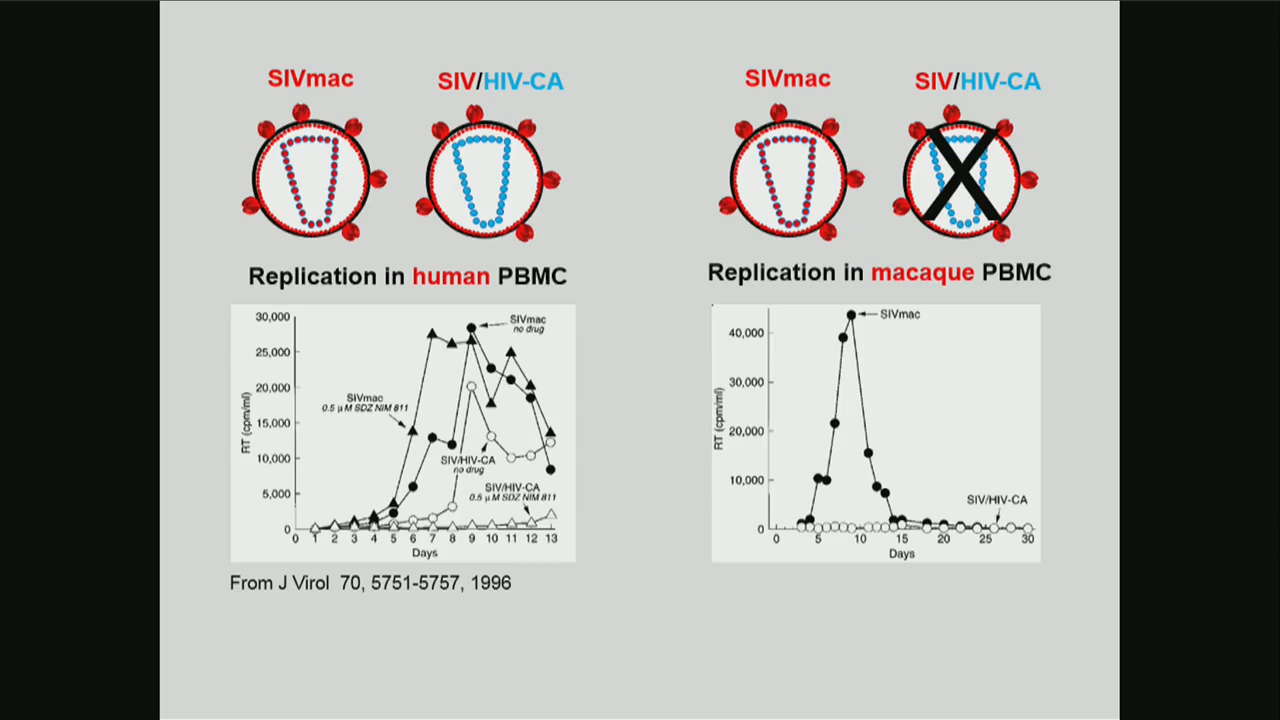 SIVmac
SIV/HIV-CA
SIVmac
SIV/HIV-CA
Replication in human PBMC
Replication in macaque PBMC
30,000
25,000
20,000
15,000
10,000
5,000
0
RT (cpm/ml)
SIVmac
no drug
SIVmac
0.5 µM SDZ NIM 811
SIV/HIV-CA
no drug
SIV/HIV-CA
0.5 µM SDZ NIM 811
0 1 2 3 4 5 6 7 8 9 10 11 12 13
Days
40,000
30,000
20,000
10,000
0
RT (cpm/ml)
SIVmac
SIV/HIV-CA
0 5 10 15 20 25 30
Days
From J Virol 70, 5751-5757, 1996